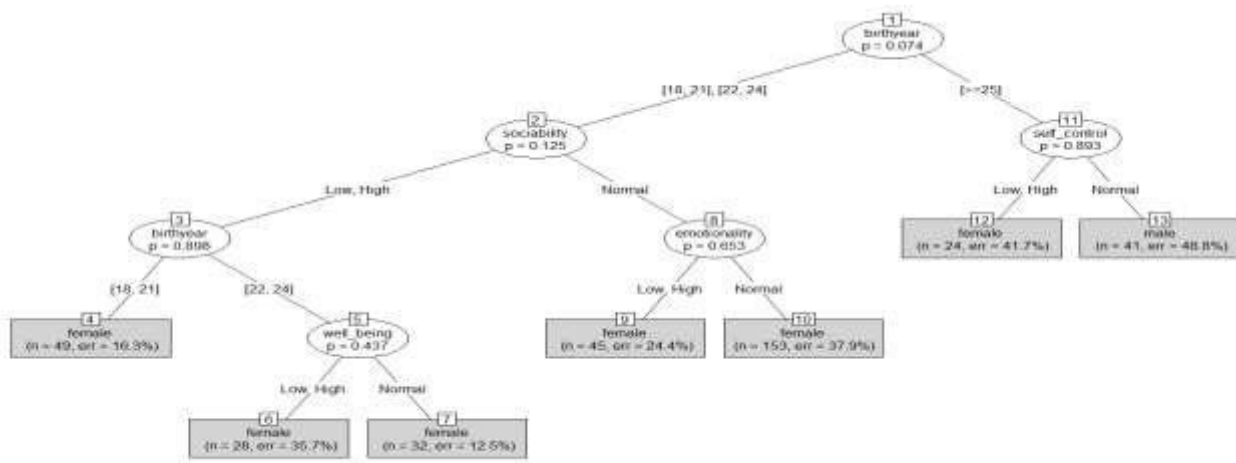 1
birthyear
p = 0.074
[18, 21], [22, 24]
[>=25]
2
sociability
p = 0.125
11
self_control
p = 0.893
Low, High
Normal
Low, High
Normal
3
birthyear
p = 0.898
8
emotionality
p = 0.653
12
female
(n = 24, err = 41.7%)
13
male
(n = 41, err = 48.8%)
[18, 21]
[22, 24]
Low, High
Normal
4
female
(n = 49, err = 16.3%)
5
well_being
p = 0.437
9
female
(n = 45, err = 24.4%)
10
female
(n = 153, err = 37.9%)
Low, High
Normal
6
female
(n = 28, err = 35.7%)
7
female
(n = 32, err = 12.5%)